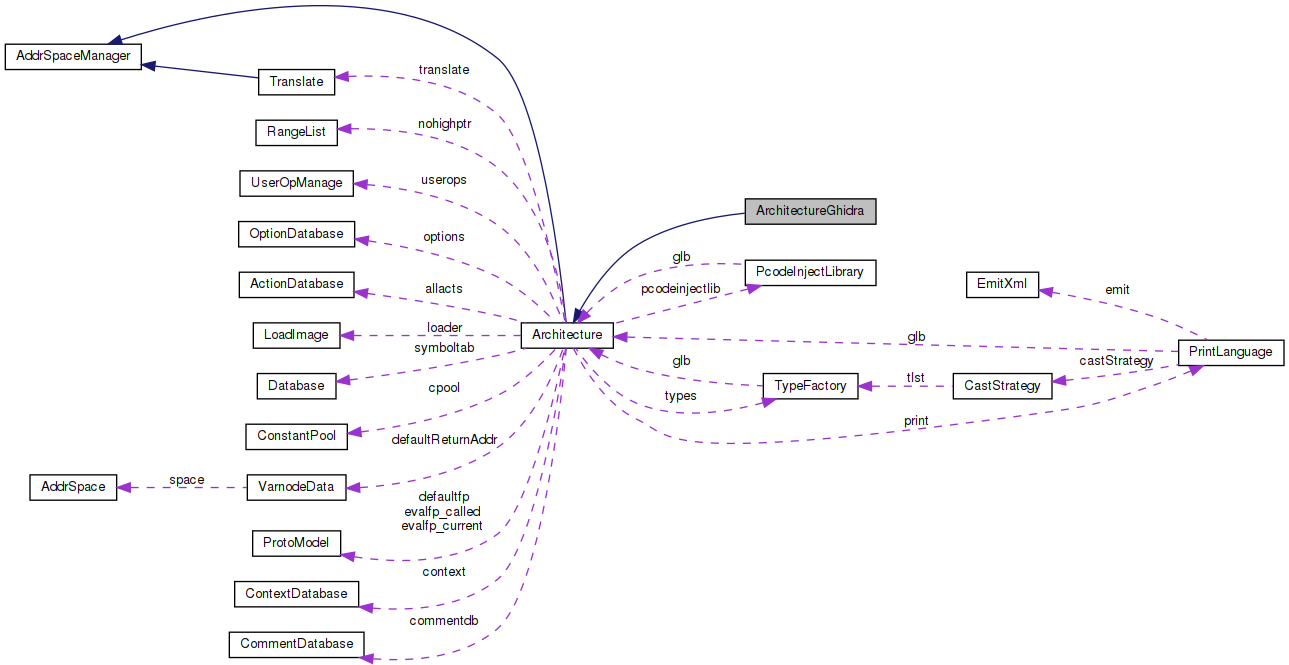 AddrSpaceManager
translate
Translate
nohighptr
RangeList
userops
UserOpManage
ArchitectureGhidra
options
OptionDatabase
glb
PcodeInjectLibrary
allacts
ActionDatabase
pcodeinjectlib
emit
EmitXml
loader
LoadImage
Architecture
glb
symboltab
PrintLanguage
glb
castStrategy
Database
cpool
types
TypeFactory
tlst
CastStrategy
print
ConstantPool
defaultReturnAddr
AddrSpace
space
VarnodeData
defaultfp
evalfp_called
evalfp_current
ProtoModel
context
ContextDatabase
commentdb
CommentDatabase